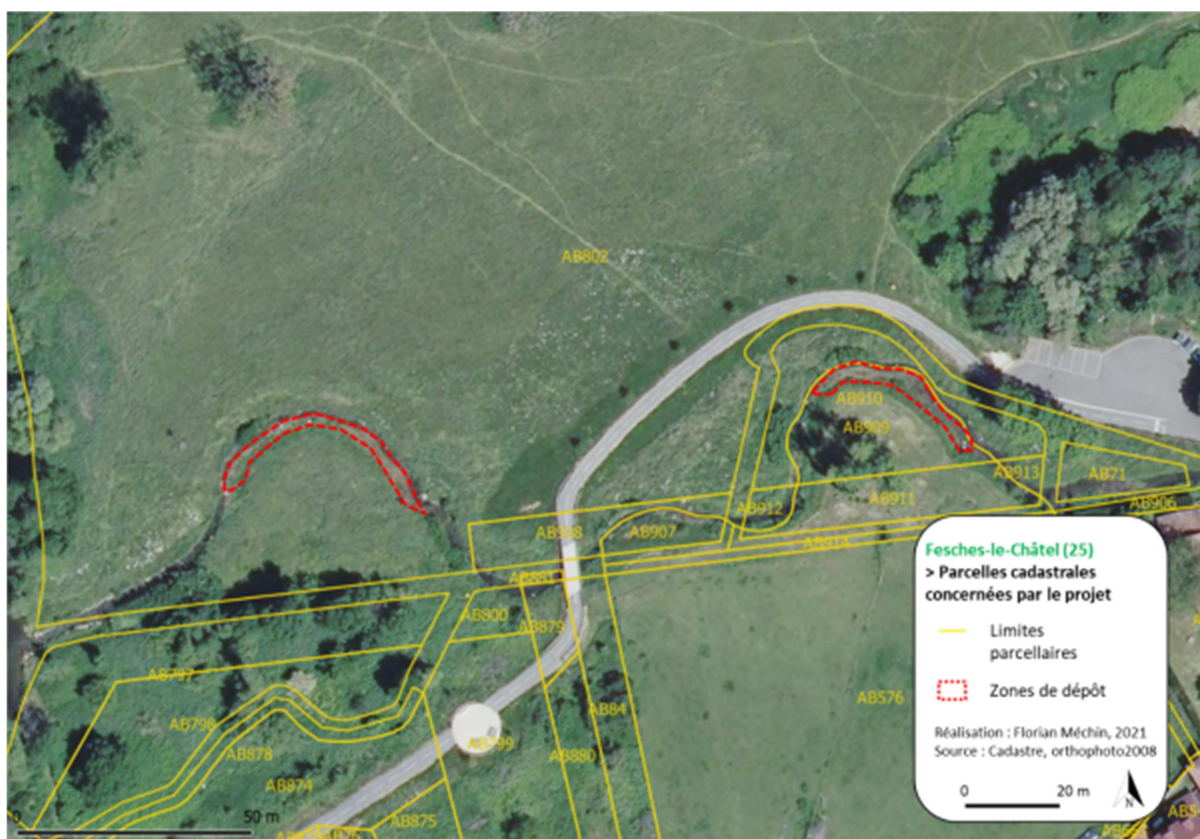 AB802
AB910
AB909
AB913
AB71
AB911
AB906
AB912
AB908
AB907
AB800
AB879
AB797
AB84
AB576
AB798
AB799
AB878
AB880
AB874
AB875
0
50 m
Fesches-le-Châtel (25)
> Parcelles cadastrales
concernées par le projet
Limites
parcellaires
Zones de dépôt
Réalisation : Florian Méchin, 2021
Source : Cadastre, orthophoto2008
0
20 m
N